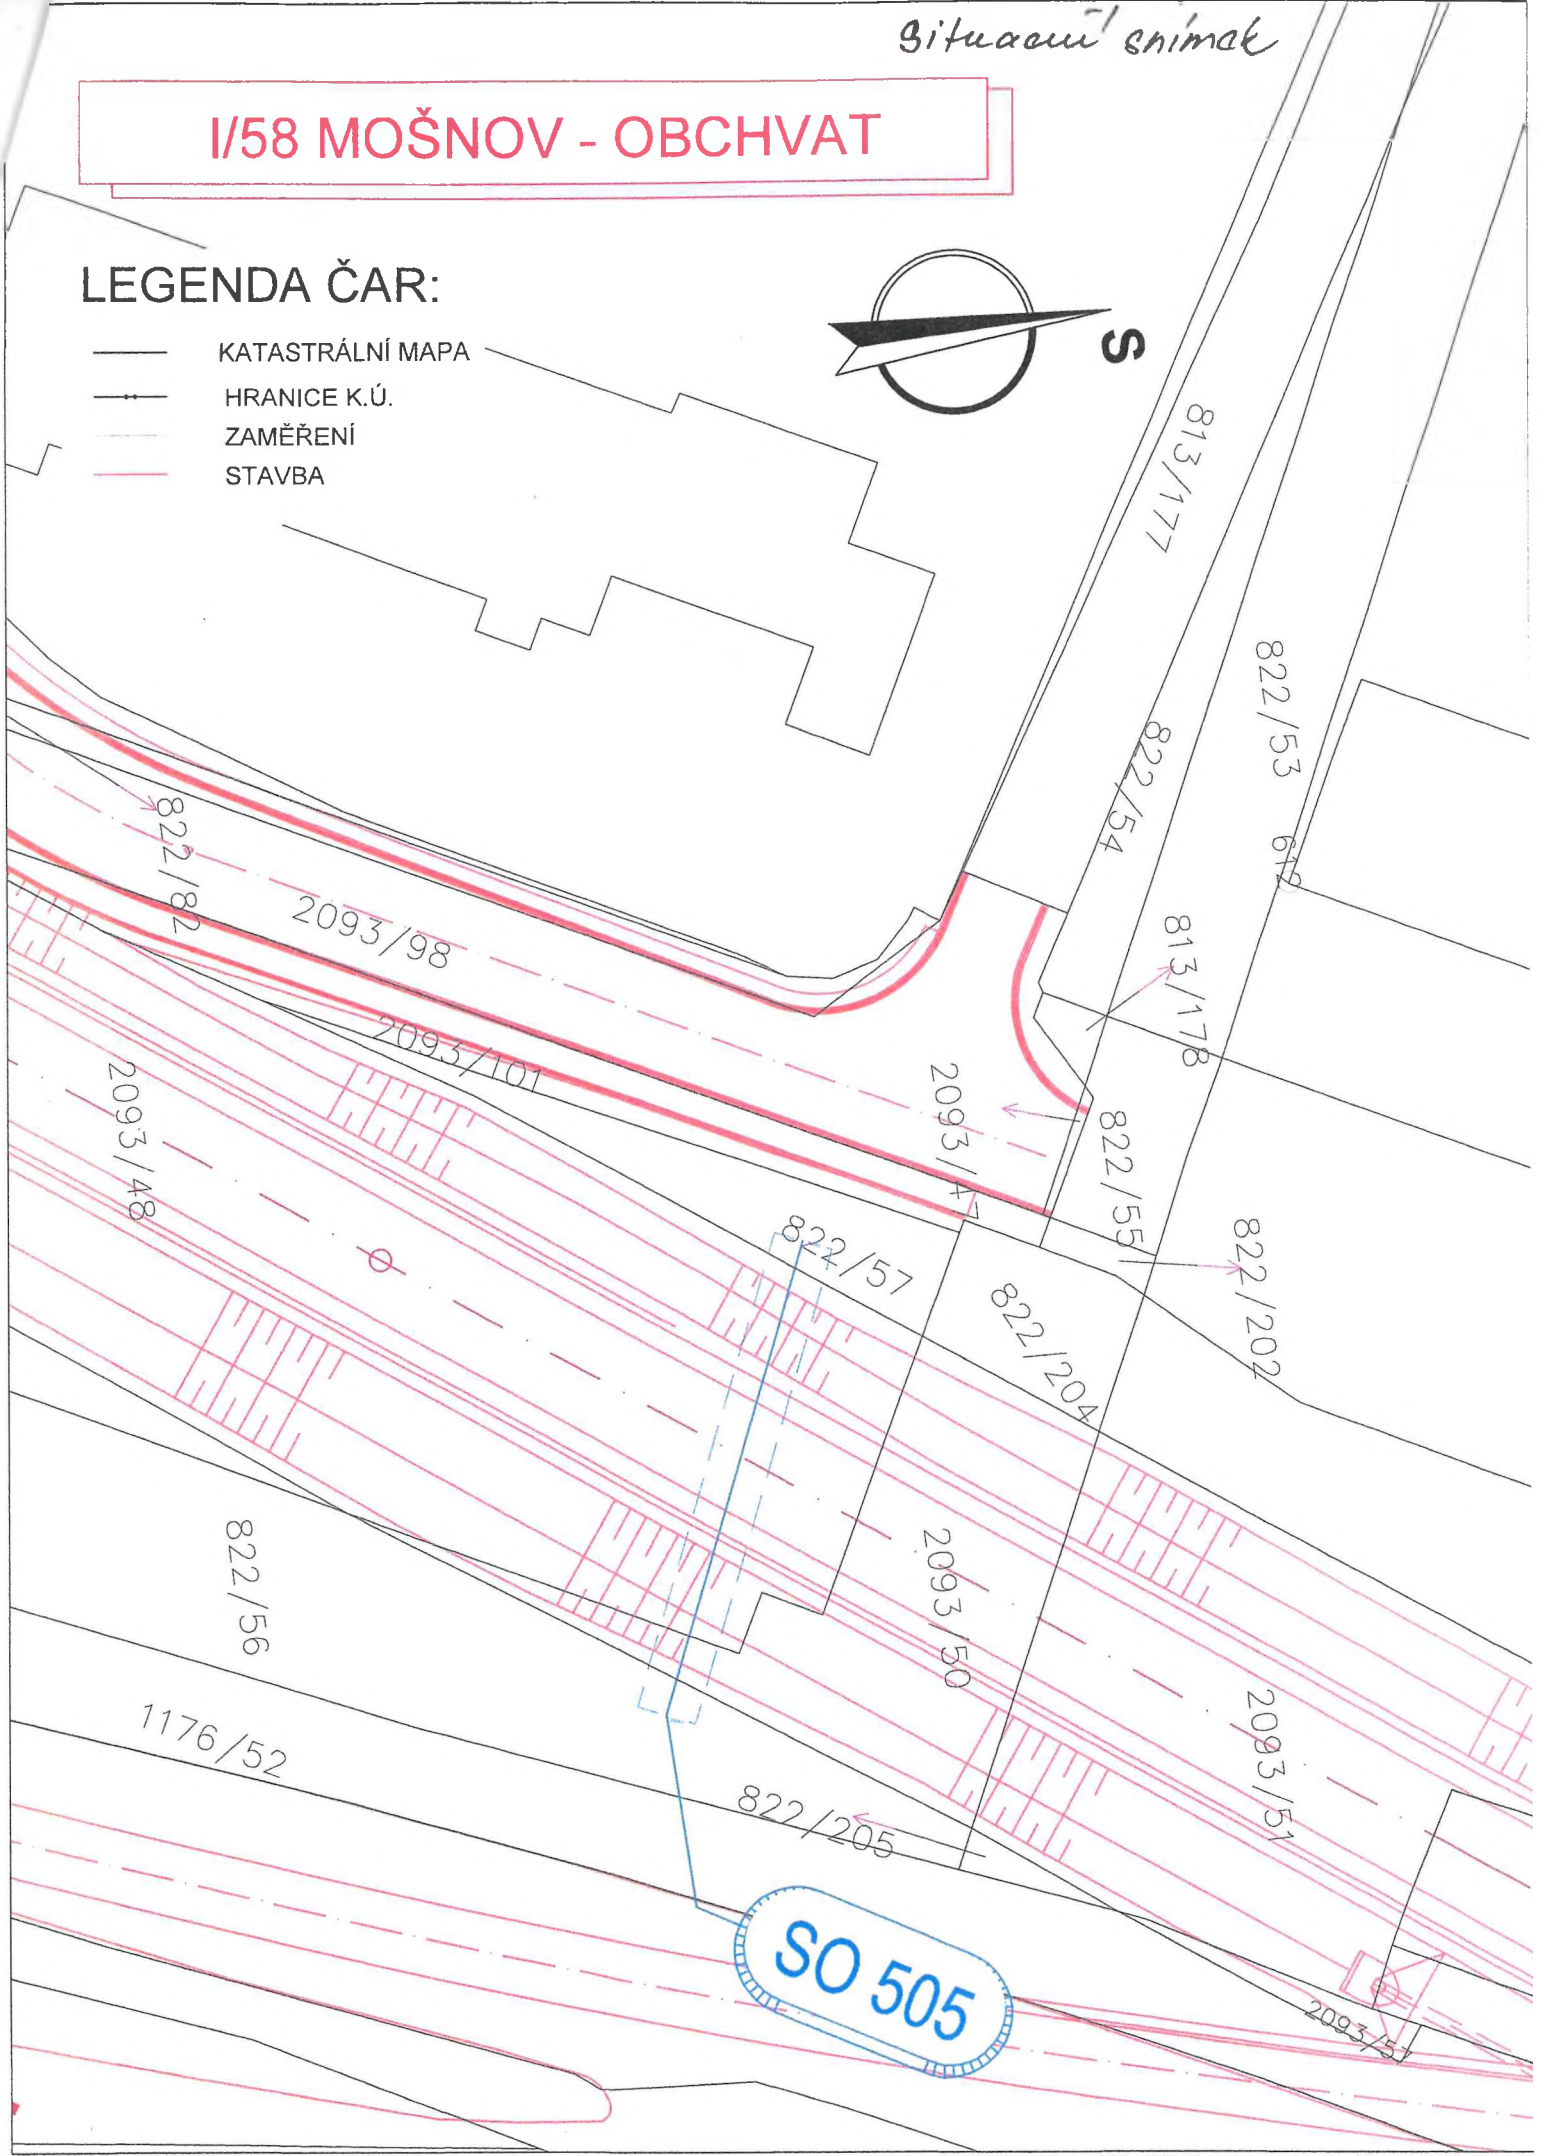 Situační snímek
I/58 MOŠNOV - OBCHVAT
LEGENDA ČAR:
KATASTRÁLNÍ MAPA
HRANICE K.Ú.
ZAMĚŘENÍ
STAVBA
S
813/177
822/53
822/54
822/82
2093/98
813/178
2093/101
2093/48
2093/47
822/55
822/57
822/202
822/204
822/56
2093/50
2093/51
1176/52
822/205
SO 505
2093/57